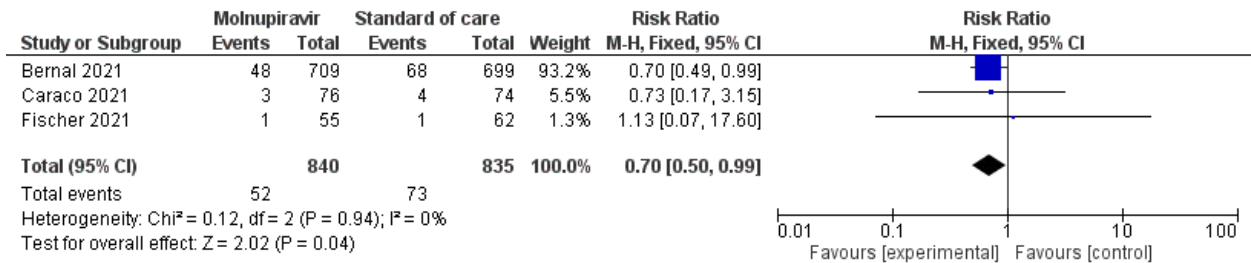 Molnupiravir Standard of care Risk Ratio Risk Ratio
Study or Subgroup Events Total Events Total Weight M-H, Fixed, 95% CI M-H, Fixed, 95% CI
Bernal 2021 48 709 68 699 93.2% 0.70 [0.49, 0.99]
Caraco 2021 3 76 4 74 5.5% 0.73 [0.17, 3.15]
Fischer 2021 1 55 1 62 1.3% 1.13 [0.07, 17.60]
Total (95% CI) 840 835 100.0% 0.70 [0.50, 0.99]
Total events 52 73
Heterogeneity: Chi² = 0.12, df = 2 (P = 0.94); I² = 0%
Test for overall effect: Z = 2.02 (P = 0.04)
0.01 0.1 1 10 100
Favours [experimental] Favours [control]